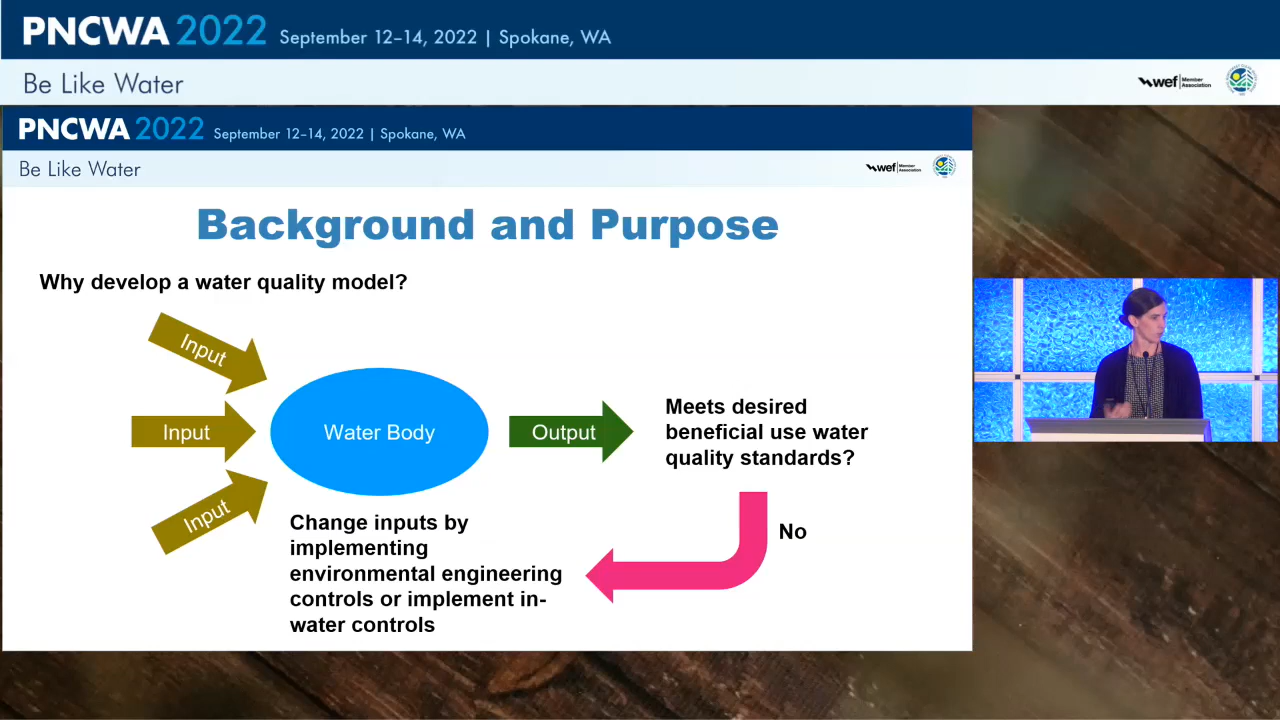 PNCWA 2022 September 12–14, 2022 | Spokane, WA
Be Like Water
wef Member Association
PNCWA 2022 September 12–14, 2022 | Spokane, WA
Be Like Water
wef Member Association
Background and Purpose
Why develop a water quality model?
Input
Input
Input
Water Body
Output
Meets desired
beneficial use water
quality standards?
No
Change inputs by
implementing
environmental engineering
controls or implement in-
water controls